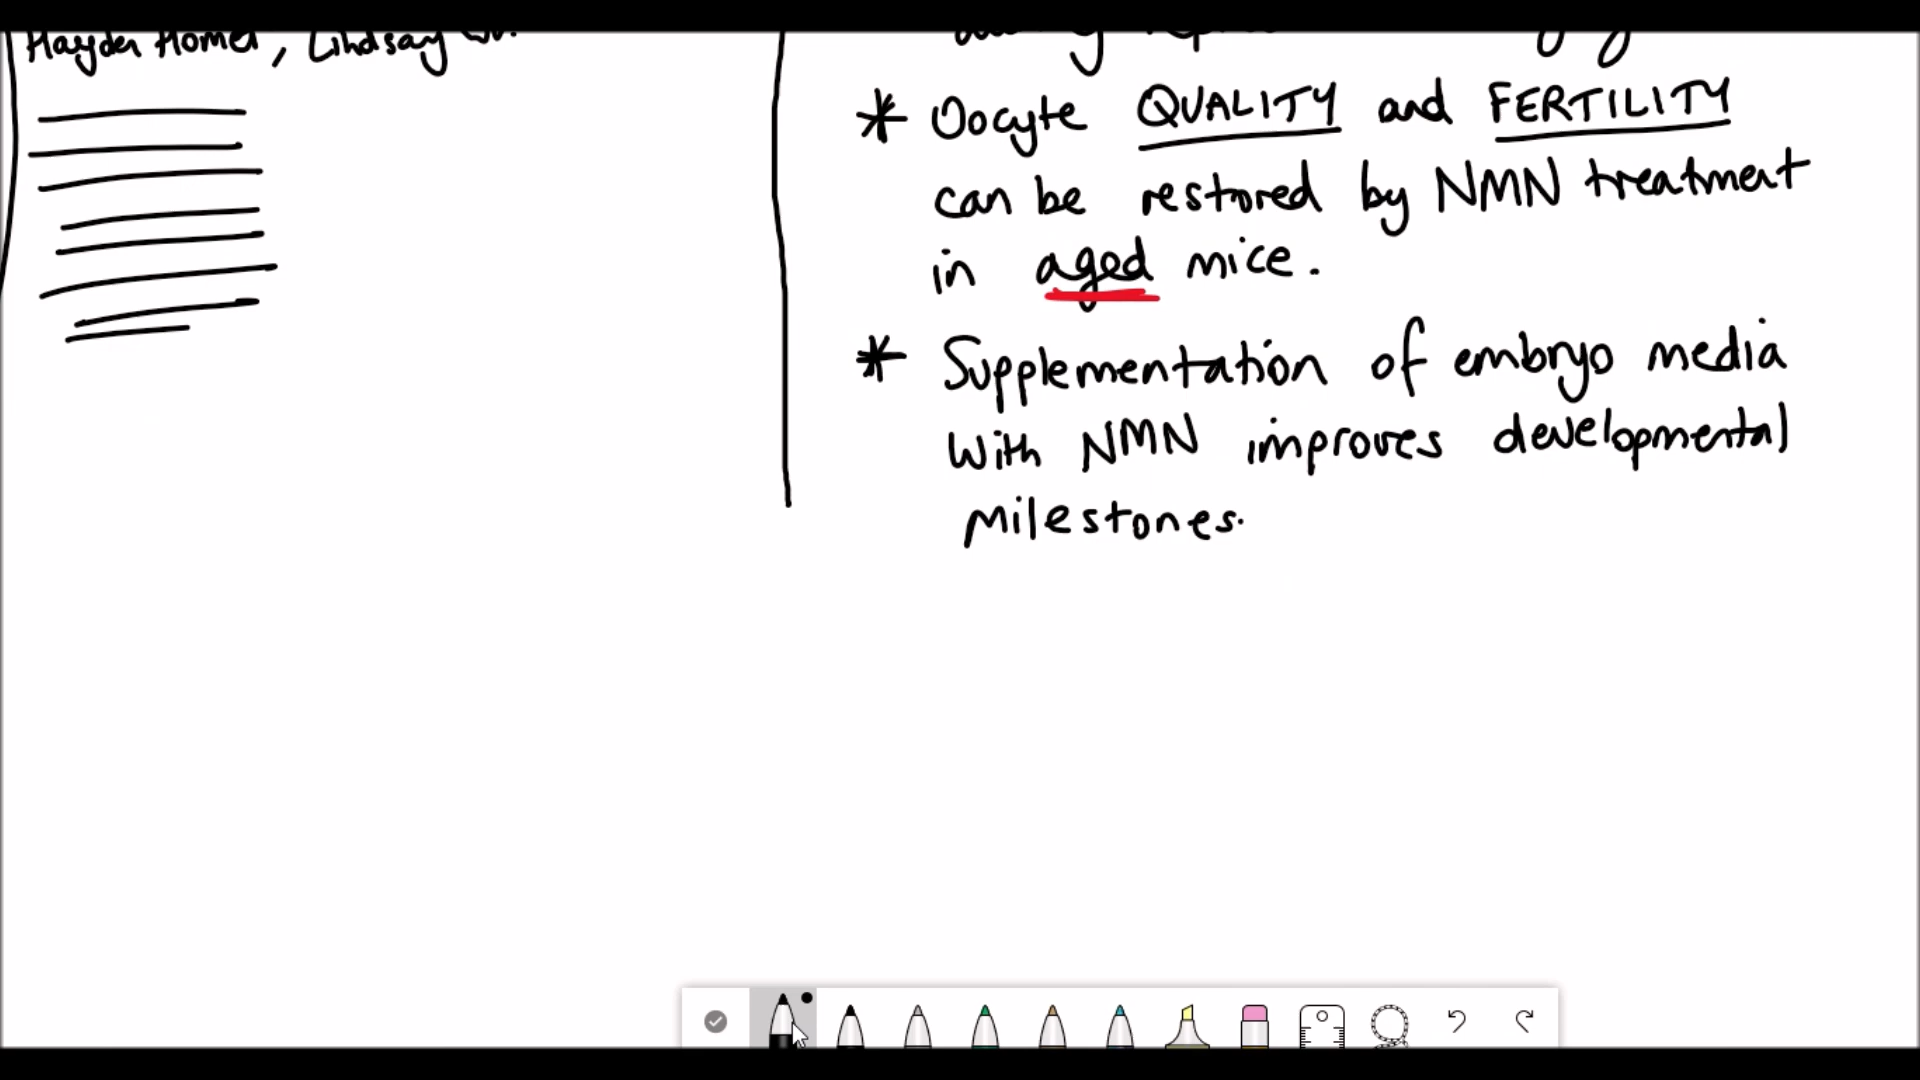 Hayden Homer, Lindsay Wu.
* Oocyte QUALITY and FERTILITY
can be restored by NMN treatment
in aged mice.
* Supplementation of embryo media
with NMN improves developmental
milestones.